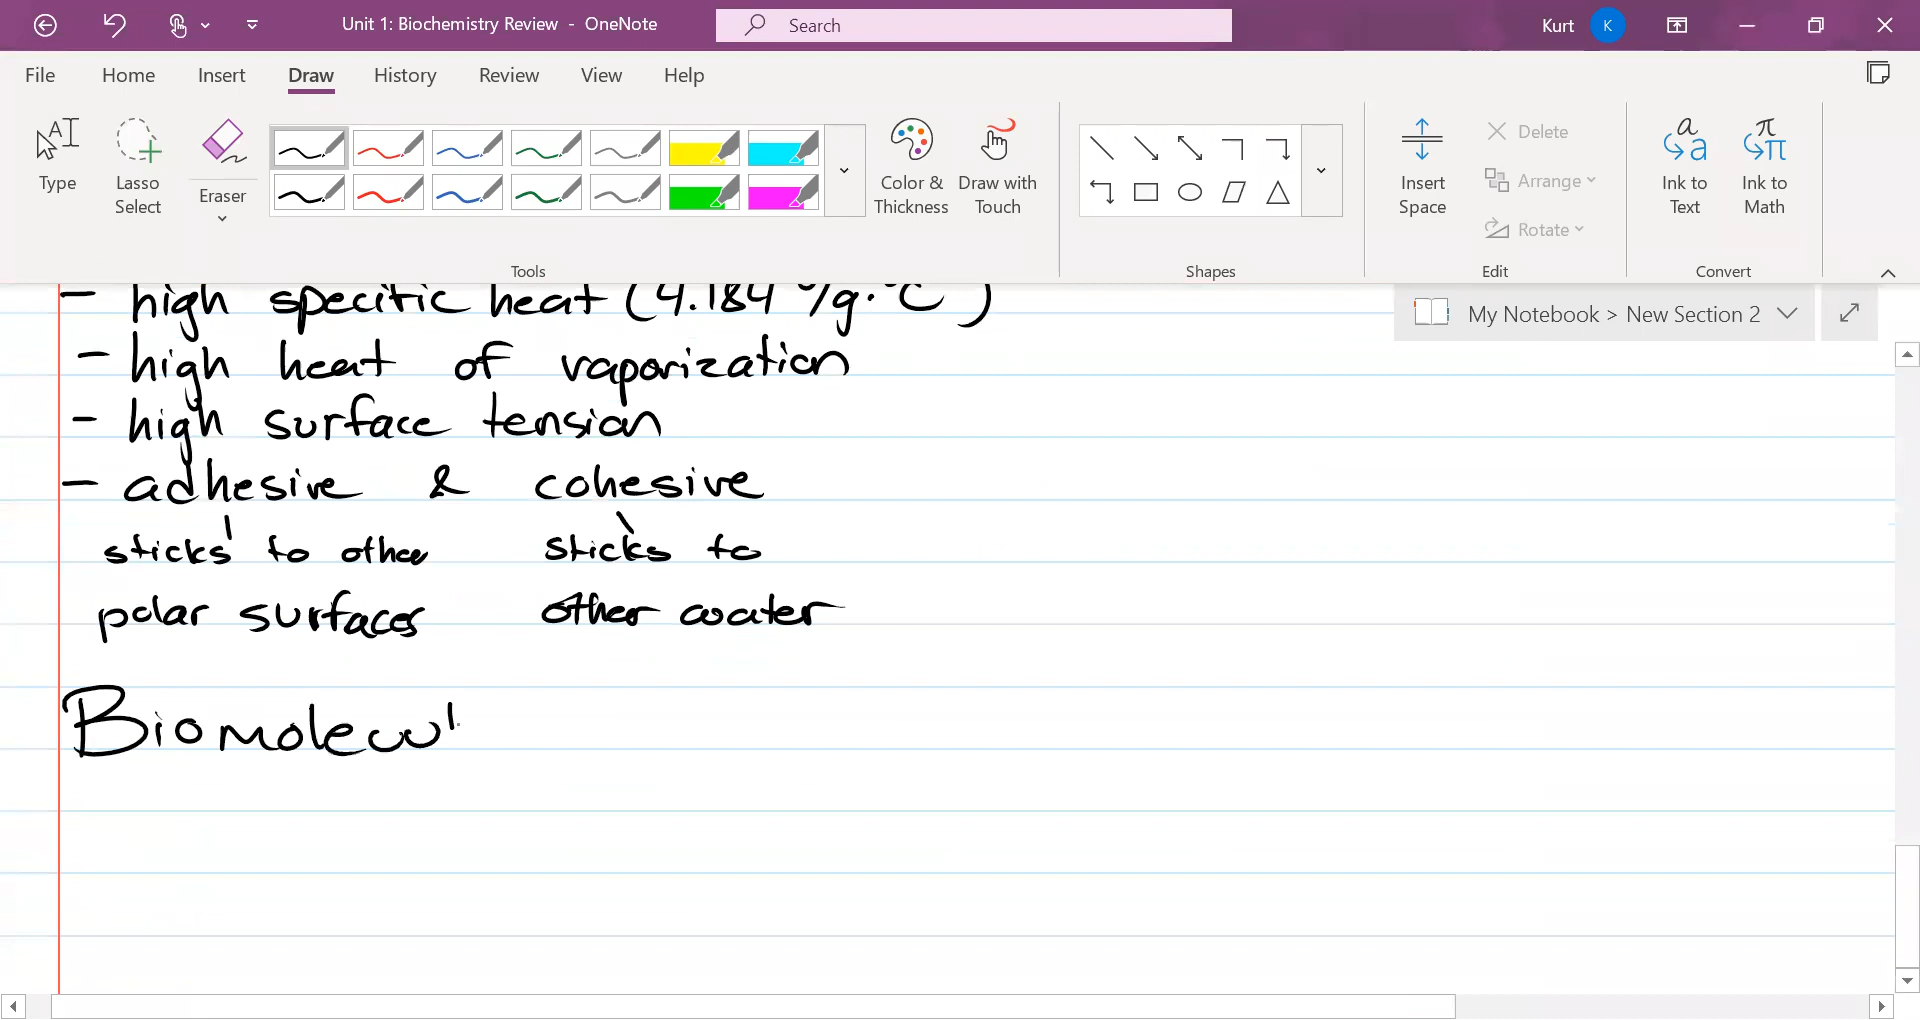 Unit 1: Biochemistry Review - OneNote
Search
Kurt
K
File Home Insert Draw History Review View Help
Type
Lasso Select
Eraser
Color & Thickness
Draw with Touch
Insert Space
Delete
Arrange
Rotate
Ink to Text
Ink to Math
Tools
Shapes
Edit
Convert
My Notebook > New Section 2
- high specific heat (4.184 J/g·°C)
- high heat of vaporization
- high surface tension
- adhesive & cohesive
sticks to other sticks to
polar surfaces other water
Biomolecul